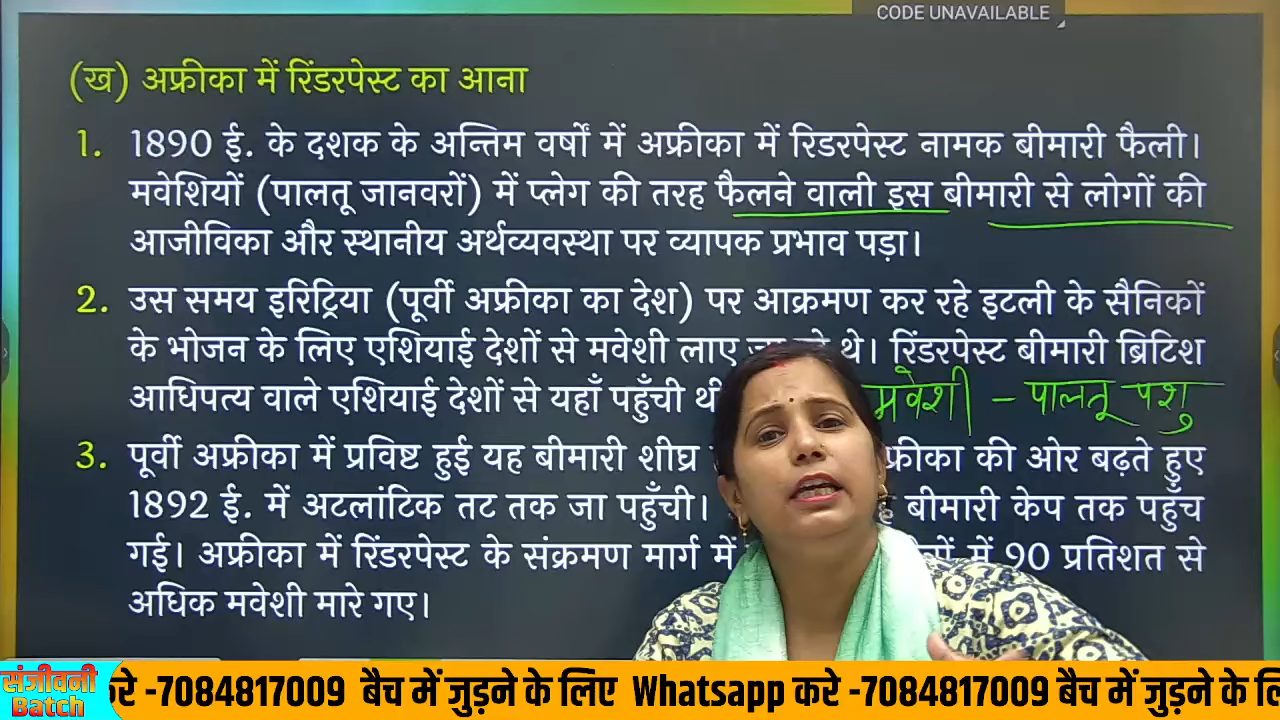 CODE UNAVAILABLE
(ख) अफ्रीका में रिंडरपेस्ट का आना
1. 1890 ई. के दशक के अन्तिम वर्षों में अफ्रीका में रिडरपेस्ट नामक बीमारी फैली।
मवेशियों (पालतू जानवरों) में प्लेग की तरह फैलने वाली इस बीमारी से लोगों की
आजीविका और स्थानीय अर्थव्यवस्था पर व्यापक प्रभाव पड़ा।
2. उस समय इरिट्रिया (पूर्वी अफ्रीका का देश) पर आक्रमण कर रहे इटली के सैनिकों
के भोजन के लिए एशियाई देशों से मवेशी लाए थे। रिंडरपेस्ट बीमारी ब्रिटिश
आधिपत्य वाले एशियाई देशों से यहाँ पहुँची मवेशी - पालतू पशु
3. पूर्वी अफ्रीका में प्रविष्ट हुई यह बीमारी शीघ्र की ओर बढ़ते हुए
1892 ई. में अटलांटिक तट तक जा पहुँची। बीमारी केप तक पहुँच
गई। अफ्रीका में रिंडरपेस्ट के संक्रमण मार्ग में में 90 प्रतिशत से
अधिक मवेशी मारे गए।
संजीवनी
Batch
करे -7084817009 बैच में जुड़ने के लिए Whatsapp करे -7084817009 बैच में जुड़ने के